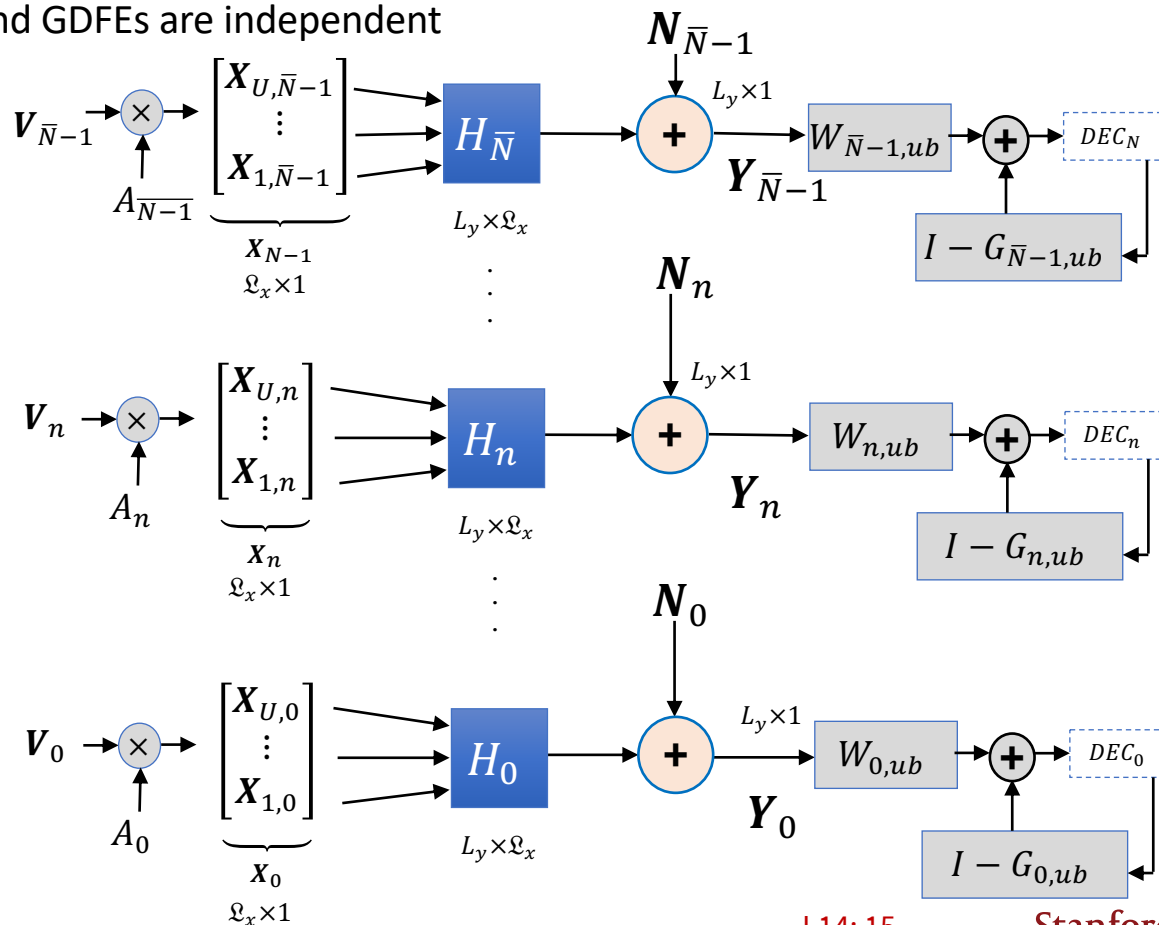 nd GDFEs are independent
𝑵_{N̅−1}
𝑽_{N̅−1}
×
A_{\overline{N−1}}
[𝑿_{U,N̅−1}
⋮
𝑿_{1,N̅−1}]
𝑿_{N−1}
𝔏_x×1
H_{N̅}
L_y×𝔏_x
+
L_y×1
𝒀_{N̅−1}
W_{N̅−1,ub}
+
DEC_N
I − G_{N̅−1,ub}
.
.
.
𝑵_n
𝑽_n
×
A_n
[𝑿_{U,n}
⋮
𝑿_{1,n}]
𝑿_n
𝔏_x×1
H_n
L_y×𝔏_x
+
L_y×1
𝒀_n
W_{n,ub}
+
DEC_n
I − G_{n,ub}
.
.
.
𝑵_0
𝑽_0
×
A_0
[𝑿_{U,0}
⋮
𝑿_{1,0}]
𝑿_0
𝔏_x×1
H_0
L_y×𝔏_x
+
L_y×1
𝒀_0
W_{0,ub}
+
DEC_0
I − G_{0,ub}